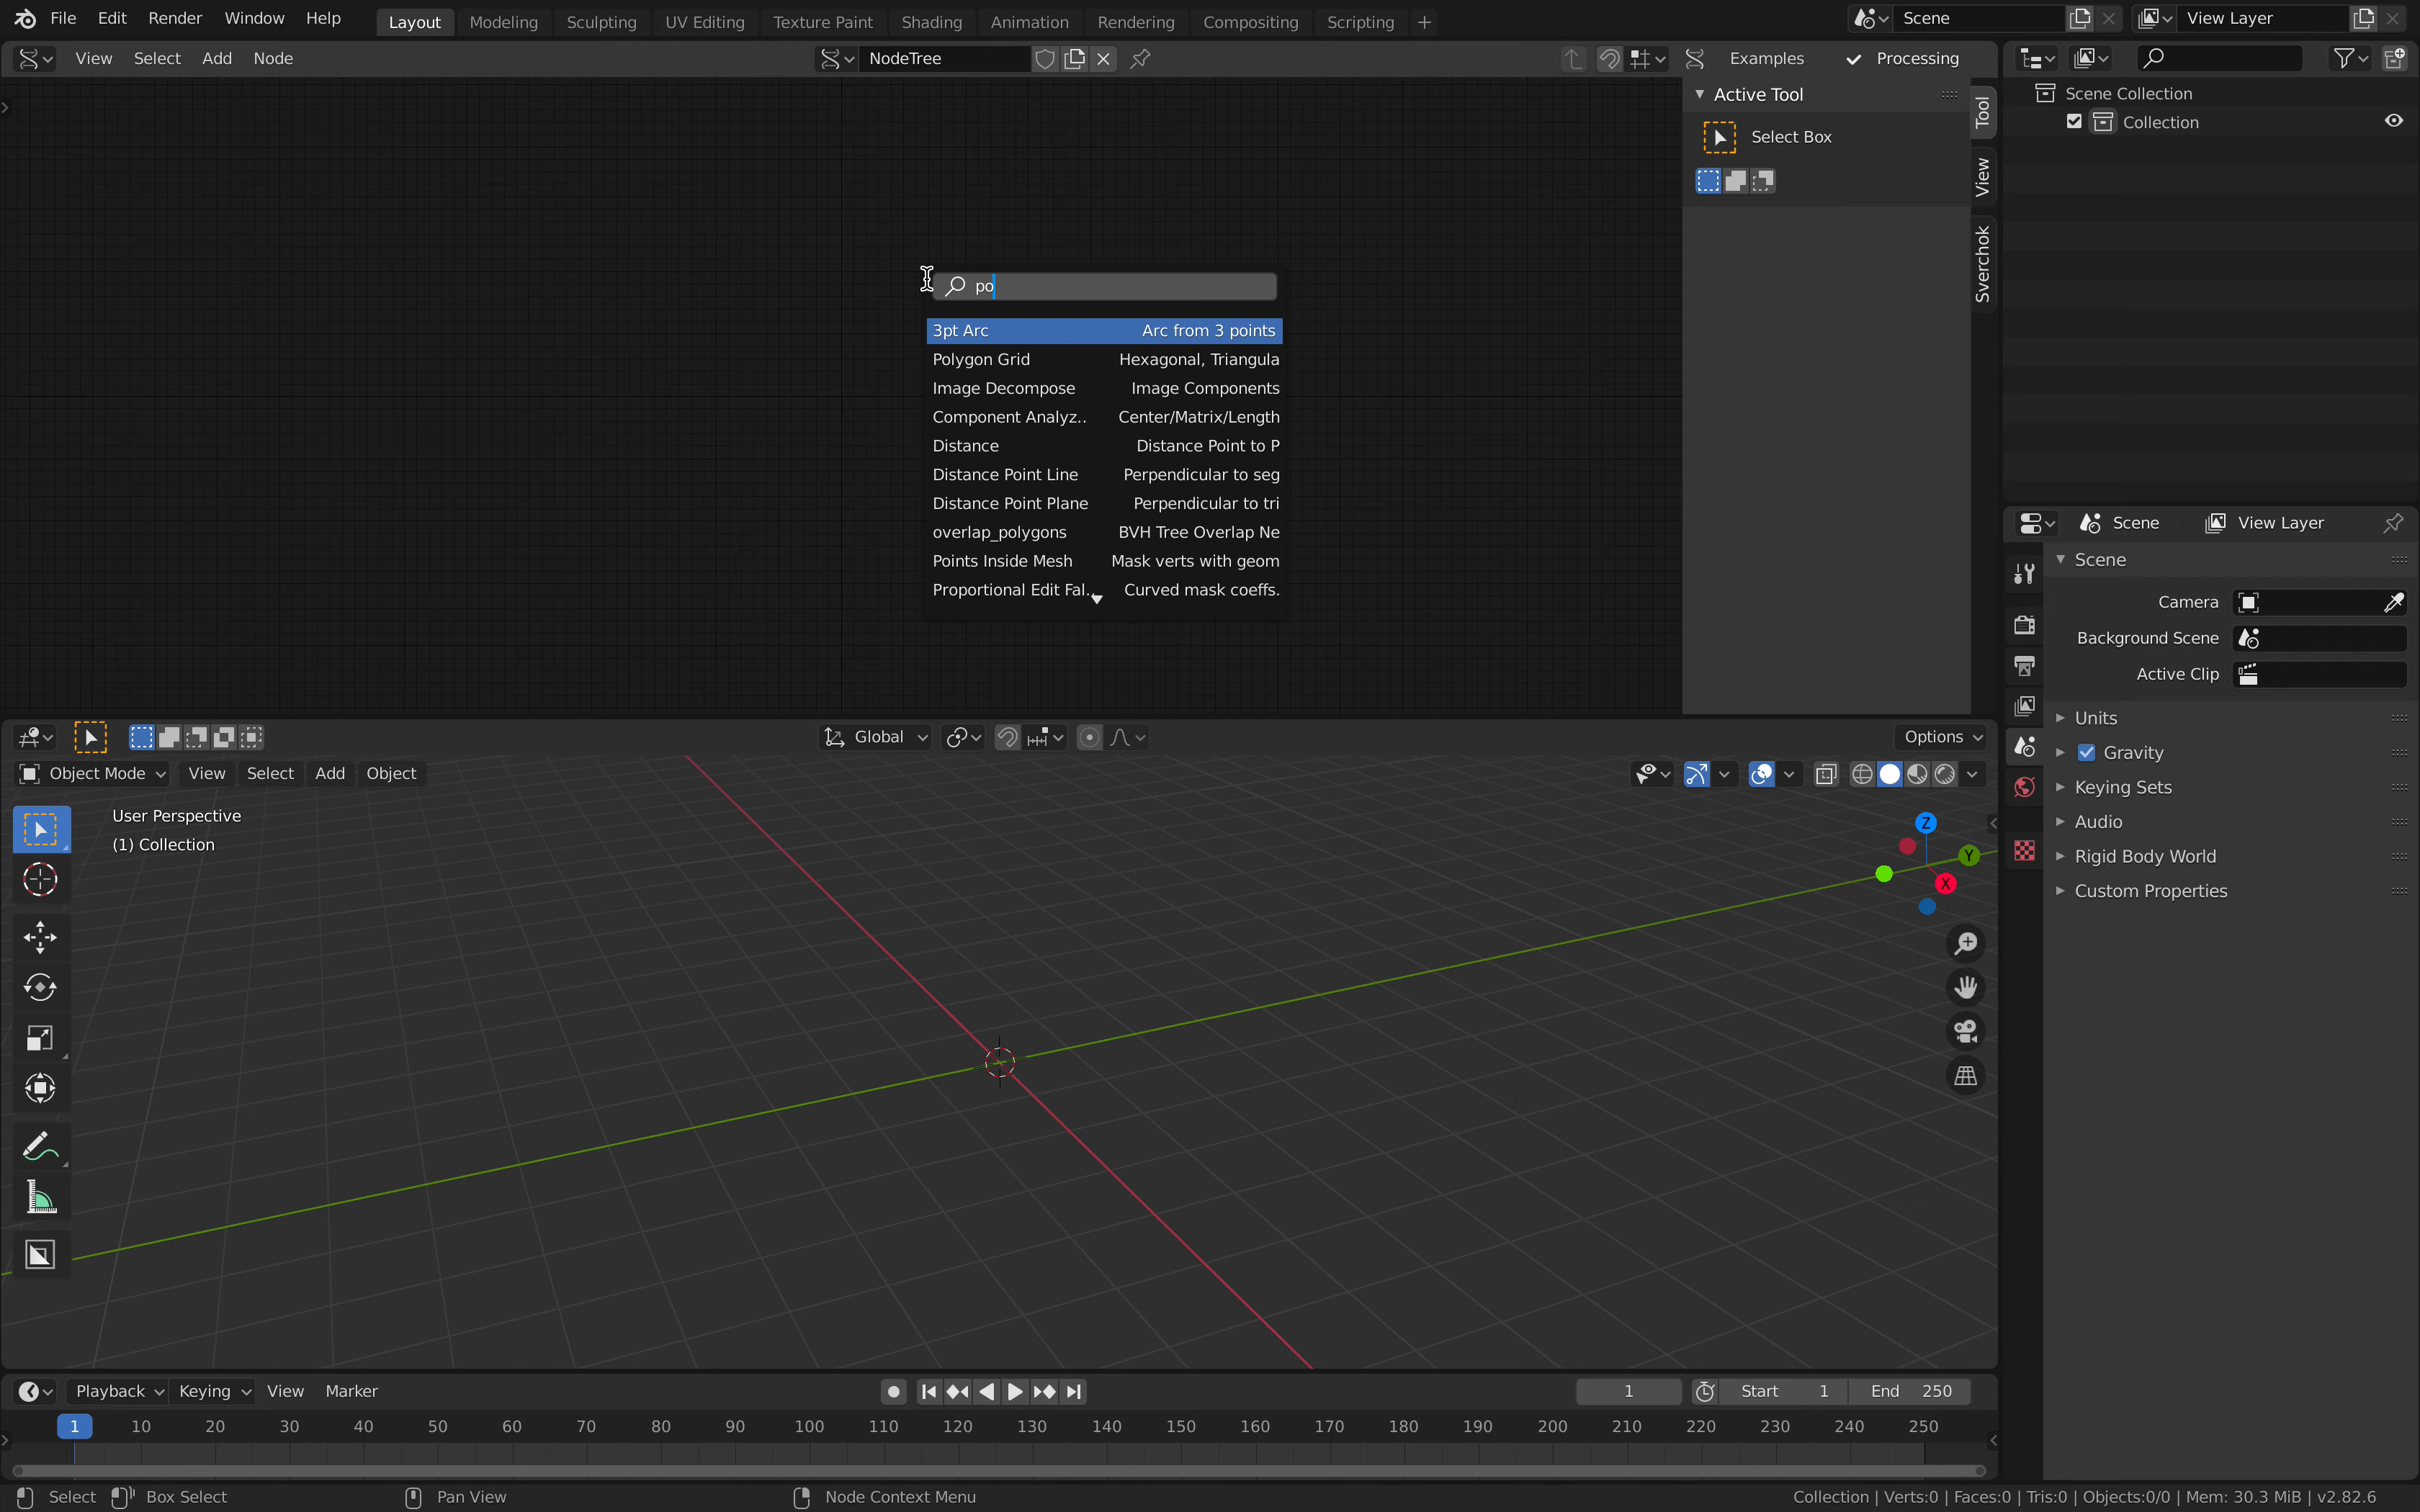 File Edit Render Window Help Layout Modeling Sculpting UV Editing Texture Paint Shading Animation Rendering Compositing Scripting + Scene View Layer
View Select Add Node NodeTree Examples Processing
Active Tool
Select Box
Tool
View
Sverchok
po
3pt Arc Arc from 3 points
Polygon Grid Hexagonal, Triangula
Image Decompose Image Components
Component Analyz.. Center/Matrix/Length
Distance Distance Point to P
Distance Point Line Perpendicular to seg
Distance Point Plane Perpendicular to tri
overlap_polygons BVH Tree Overlap Ne
Points Inside Mesh Mask verts with geom
Proportional Edit Fal.. Curved mask coeffs.
Scene Collection
Collection
Scene View Layer
Scene
Camera
Background Scene
Active Clip
Units
Gravity
Keying Sets
Audio
Rigid Body World
Custom Properties
Global Options
Object Mode View Select Add Object
User Perspective
(1) Collection
Z
Y
X
Playback Keying View Marker 1 Start 1 End 250
1 10 20 30 40 50 60 70 80 90 100 110 120 130 140 150 160 170 180 190 200 210 220 230 240 250
Select Box Select Pan View Node Context Menu Collection | Verts:0 | Faces:0 | Tris:0 | Objects:0/0 | Mem: 30.3 MiB | v2.82.6